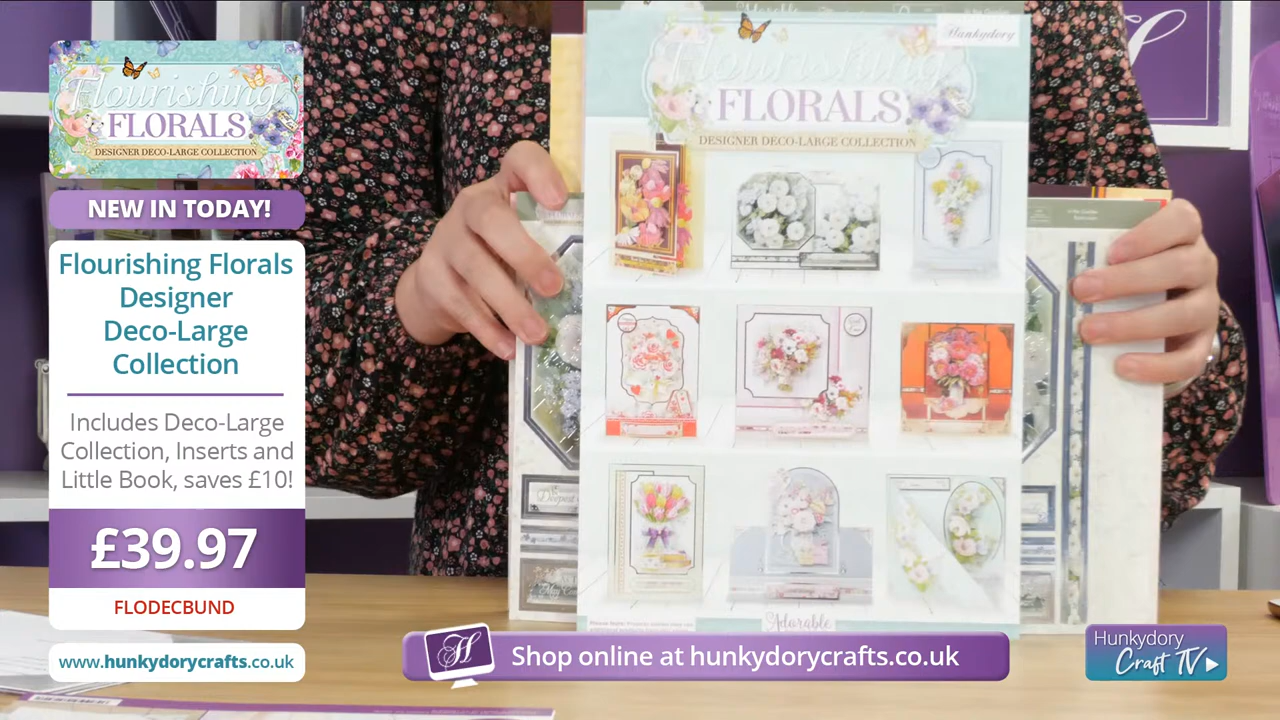 Flourishing
FLORALS
DESIGNER DECO-LARGE COLLECTION
NEW IN TODAY!
Flourishing Florals
Designer
Deco-Large
Collection
Includes Deco-Large
Collection, Inserts and
Little Book, saves £10!
£39.97
FLODECBUND
www.hunkydorycrafts.co.uk
Hunkydory
Flourishing
FLORALS
DESIGNER DECO-LARGE COLLECTION
Adorable
Shop online at hunkydorycrafts.co.uk
Hunkydory
Craft TV